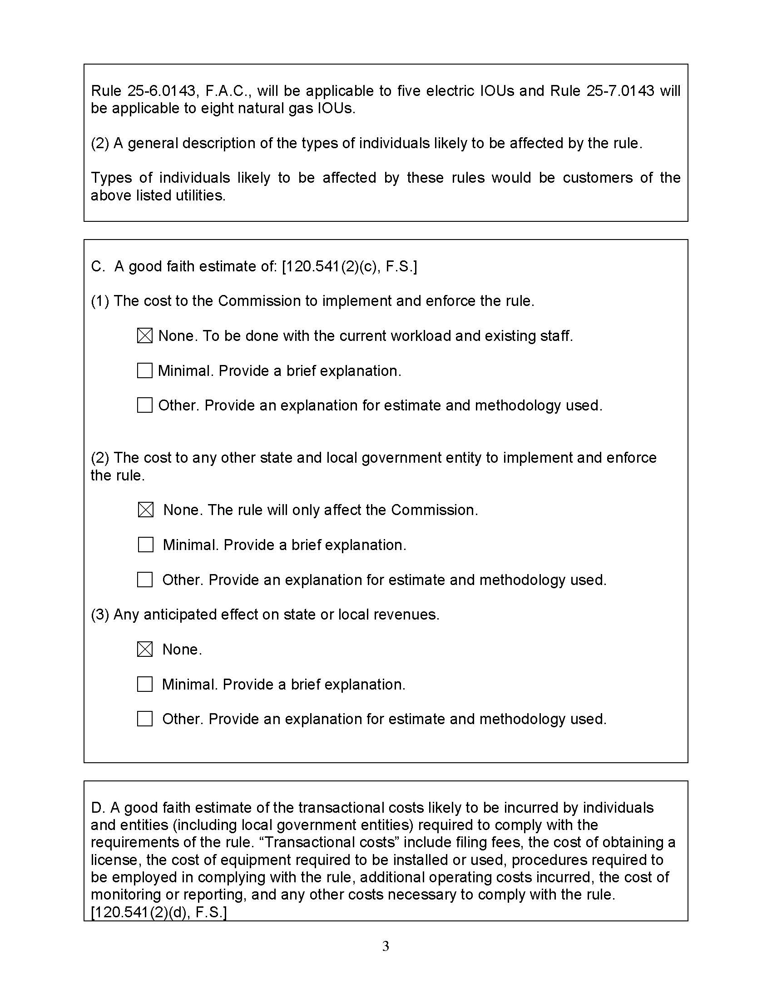 Rule 25-6.0143, F.A.C., will be applicable to five electric IOUs and Rule 25-7.0143 will
be applicable to eight natural gas IOUs.
(2) A general description of the types of individuals likely to be affected by the rule.
Types of individuals likely to be affected by these rules would be customers of the
above listed utilities.
C.  A good faith estimate of: [120.541(2)(c), F.S.]
(1) The cost to the Commission to implement and enforce the rule.
☒ None. To be done with the current workload and existing staff.
☐ Minimal. Provide a brief explanation.
☐ Other. Provide an explanation for estimate and methodology used.
(2) The cost to any other state and local government entity to implement and enforce
the rule.
☒ None. The rule will only affect the Commission.
☐ Minimal. Provide a brief explanation.
☐ Other. Provide an explanation for estimate and methodology used.
(3) Any anticipated effect on state or local revenues.
☒ None.
☐ Minimal. Provide a brief explanation.
☐ Other. Provide an explanation for estimate and methodology used.
D. A good faith estimate of the transactional costs likely to be incurred by individuals
and entities (including local government entities) required to comply with the
requirements of the rule. “Transactional costs” include filing fees, the cost of obtaining a
license, the cost of equipment required to be installed or used, procedures required to
be employed in complying with the rule, additional operating costs incurred, the cost of
monitoring or reporting, and any other costs necessary to comply with the rule.
[120.541(2)(d), F.S.]
3